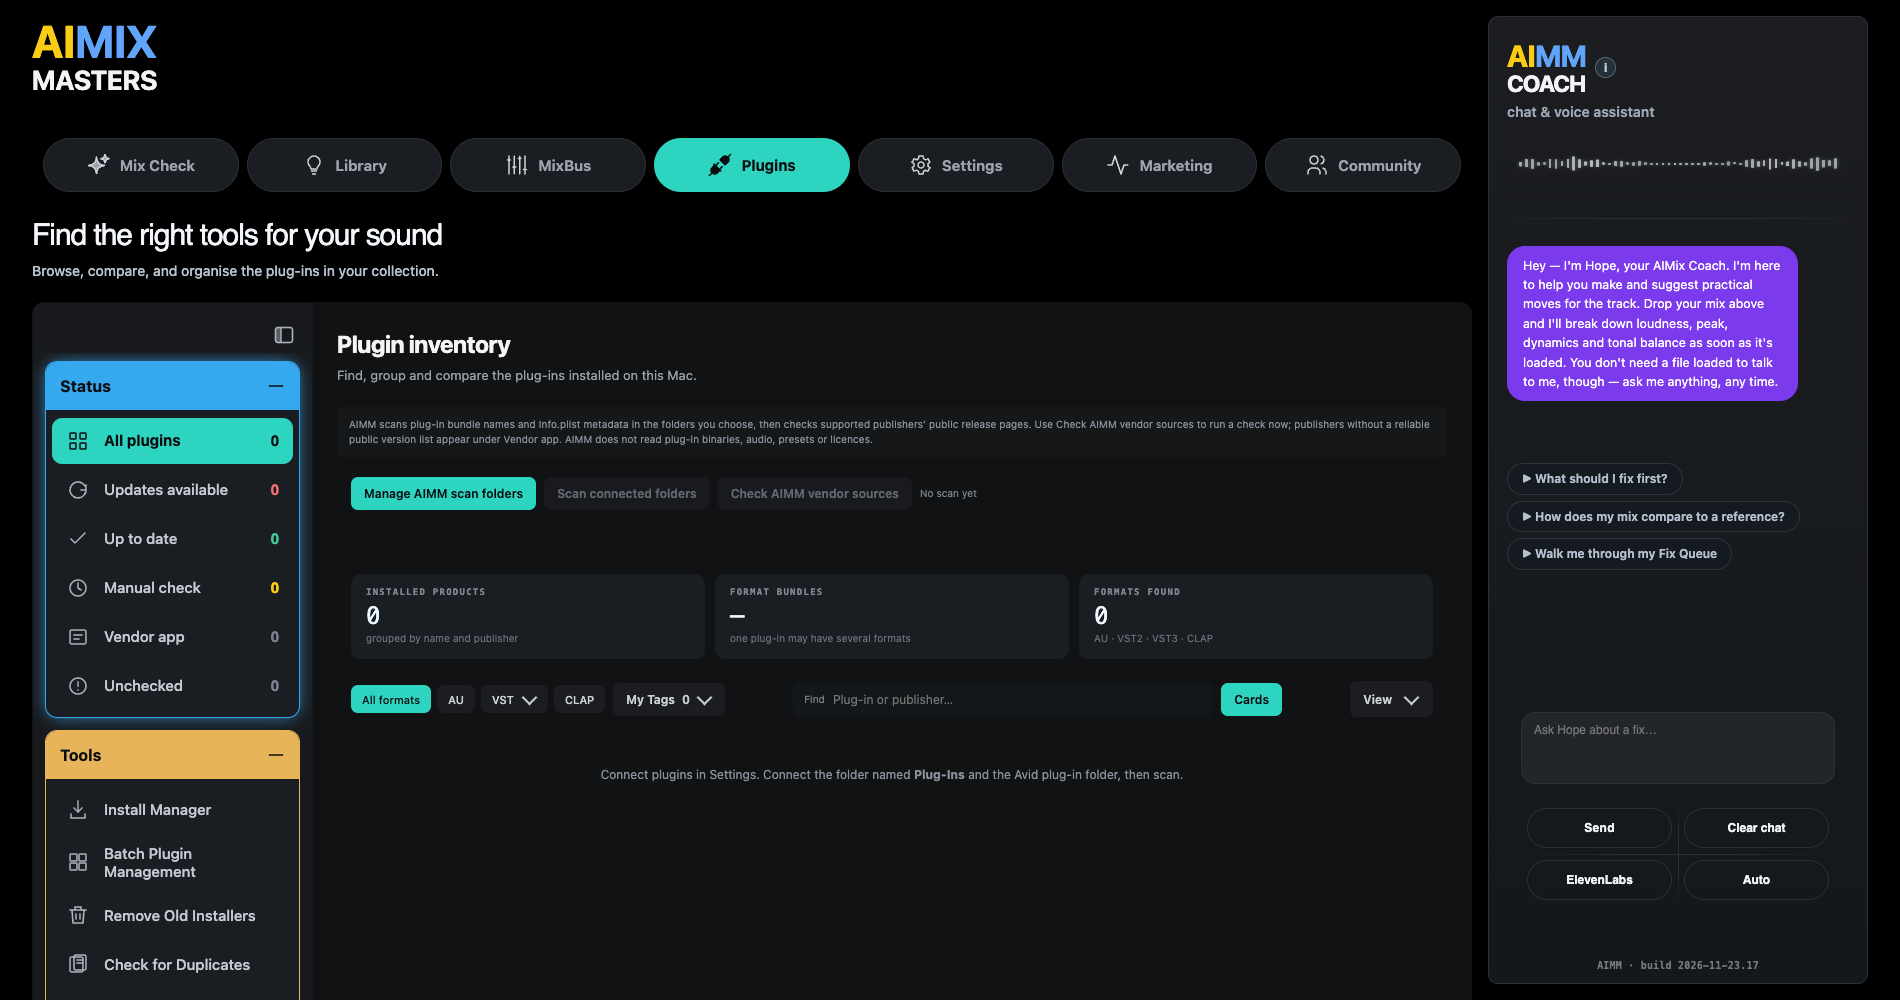 AIMIX
MASTERS
Mix Check
Library
MixBus
Plugins
Settings
Marketing
Community
Find the right tools for your sound
Browse, compare, and organise the plug-ins in your collection.
Status
All plugins 0
Updates available 0
Up to date 0
Manual check 0
Vendor app 0
Unchecked 0
Tools
Install Manager
Batch Plugin
Management
Remove Old Installers
Check for Duplicates
Plugin inventory
Find, group and compare the plug-ins installed on this Mac.
AIMM scans plug-in bundle names and Info.plist metadata in the folders you choose, then checks supported publishers' public release pages. Use Check AIMM vendor sources to run a check now; publishers without a reliable
public version list appear under Vendor app. AIMM does not read plug-in binaries, audio, presets or licences.
Manage AIMM scan folders
Scan connected folders
Check AIMM vendor sources
No scan yet
INSTALLED PRODUCTS
0
grouped by name and publisher
FORMAT BUNDLES
—
one plug-in may have several formats
FORMATS FOUND
0
AU · VST2 · VST3 · CLAP
All formats
AU
VST
CLAP
My Tags 0
Find Plug-in or publisher...
Cards
View
Connect plugins in Settings. Connect the folder named Plug-Ins and the Avid plug-in folder, then scan.
AIMM
COACH
i
chat & voice assistant
Hey — I'm Hope, your AIMix Coach. I'm here
to help you make and suggest practical
moves for the track. Drop your mix above
and I'll break down loudness, peak,
dynamics and tonal balance as soon as it's
loaded. You don't need a file loaded to talk
to me, though — ask me anything, any time.
▶ What should I fix first?
▶ How does my mix compare to a reference?
▶ Walk me through my Fix Queue
Ask Hope about a fix...
Send
Clear chat
ElevenLabs
Auto
AIMM · build 2026-11-23.17